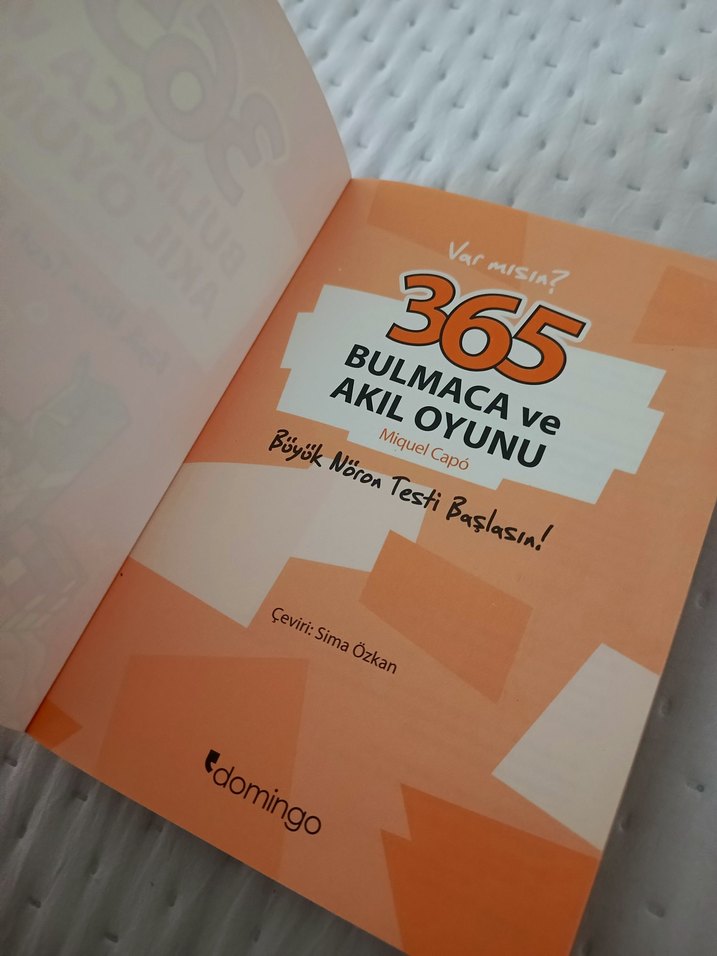 Var mısın?
365
BULMACA ve
AKIL OYUNU
Miquel Capó
Büyük Nöron Testi Başlasın!
Çeviri: Sima Özkan
domingo